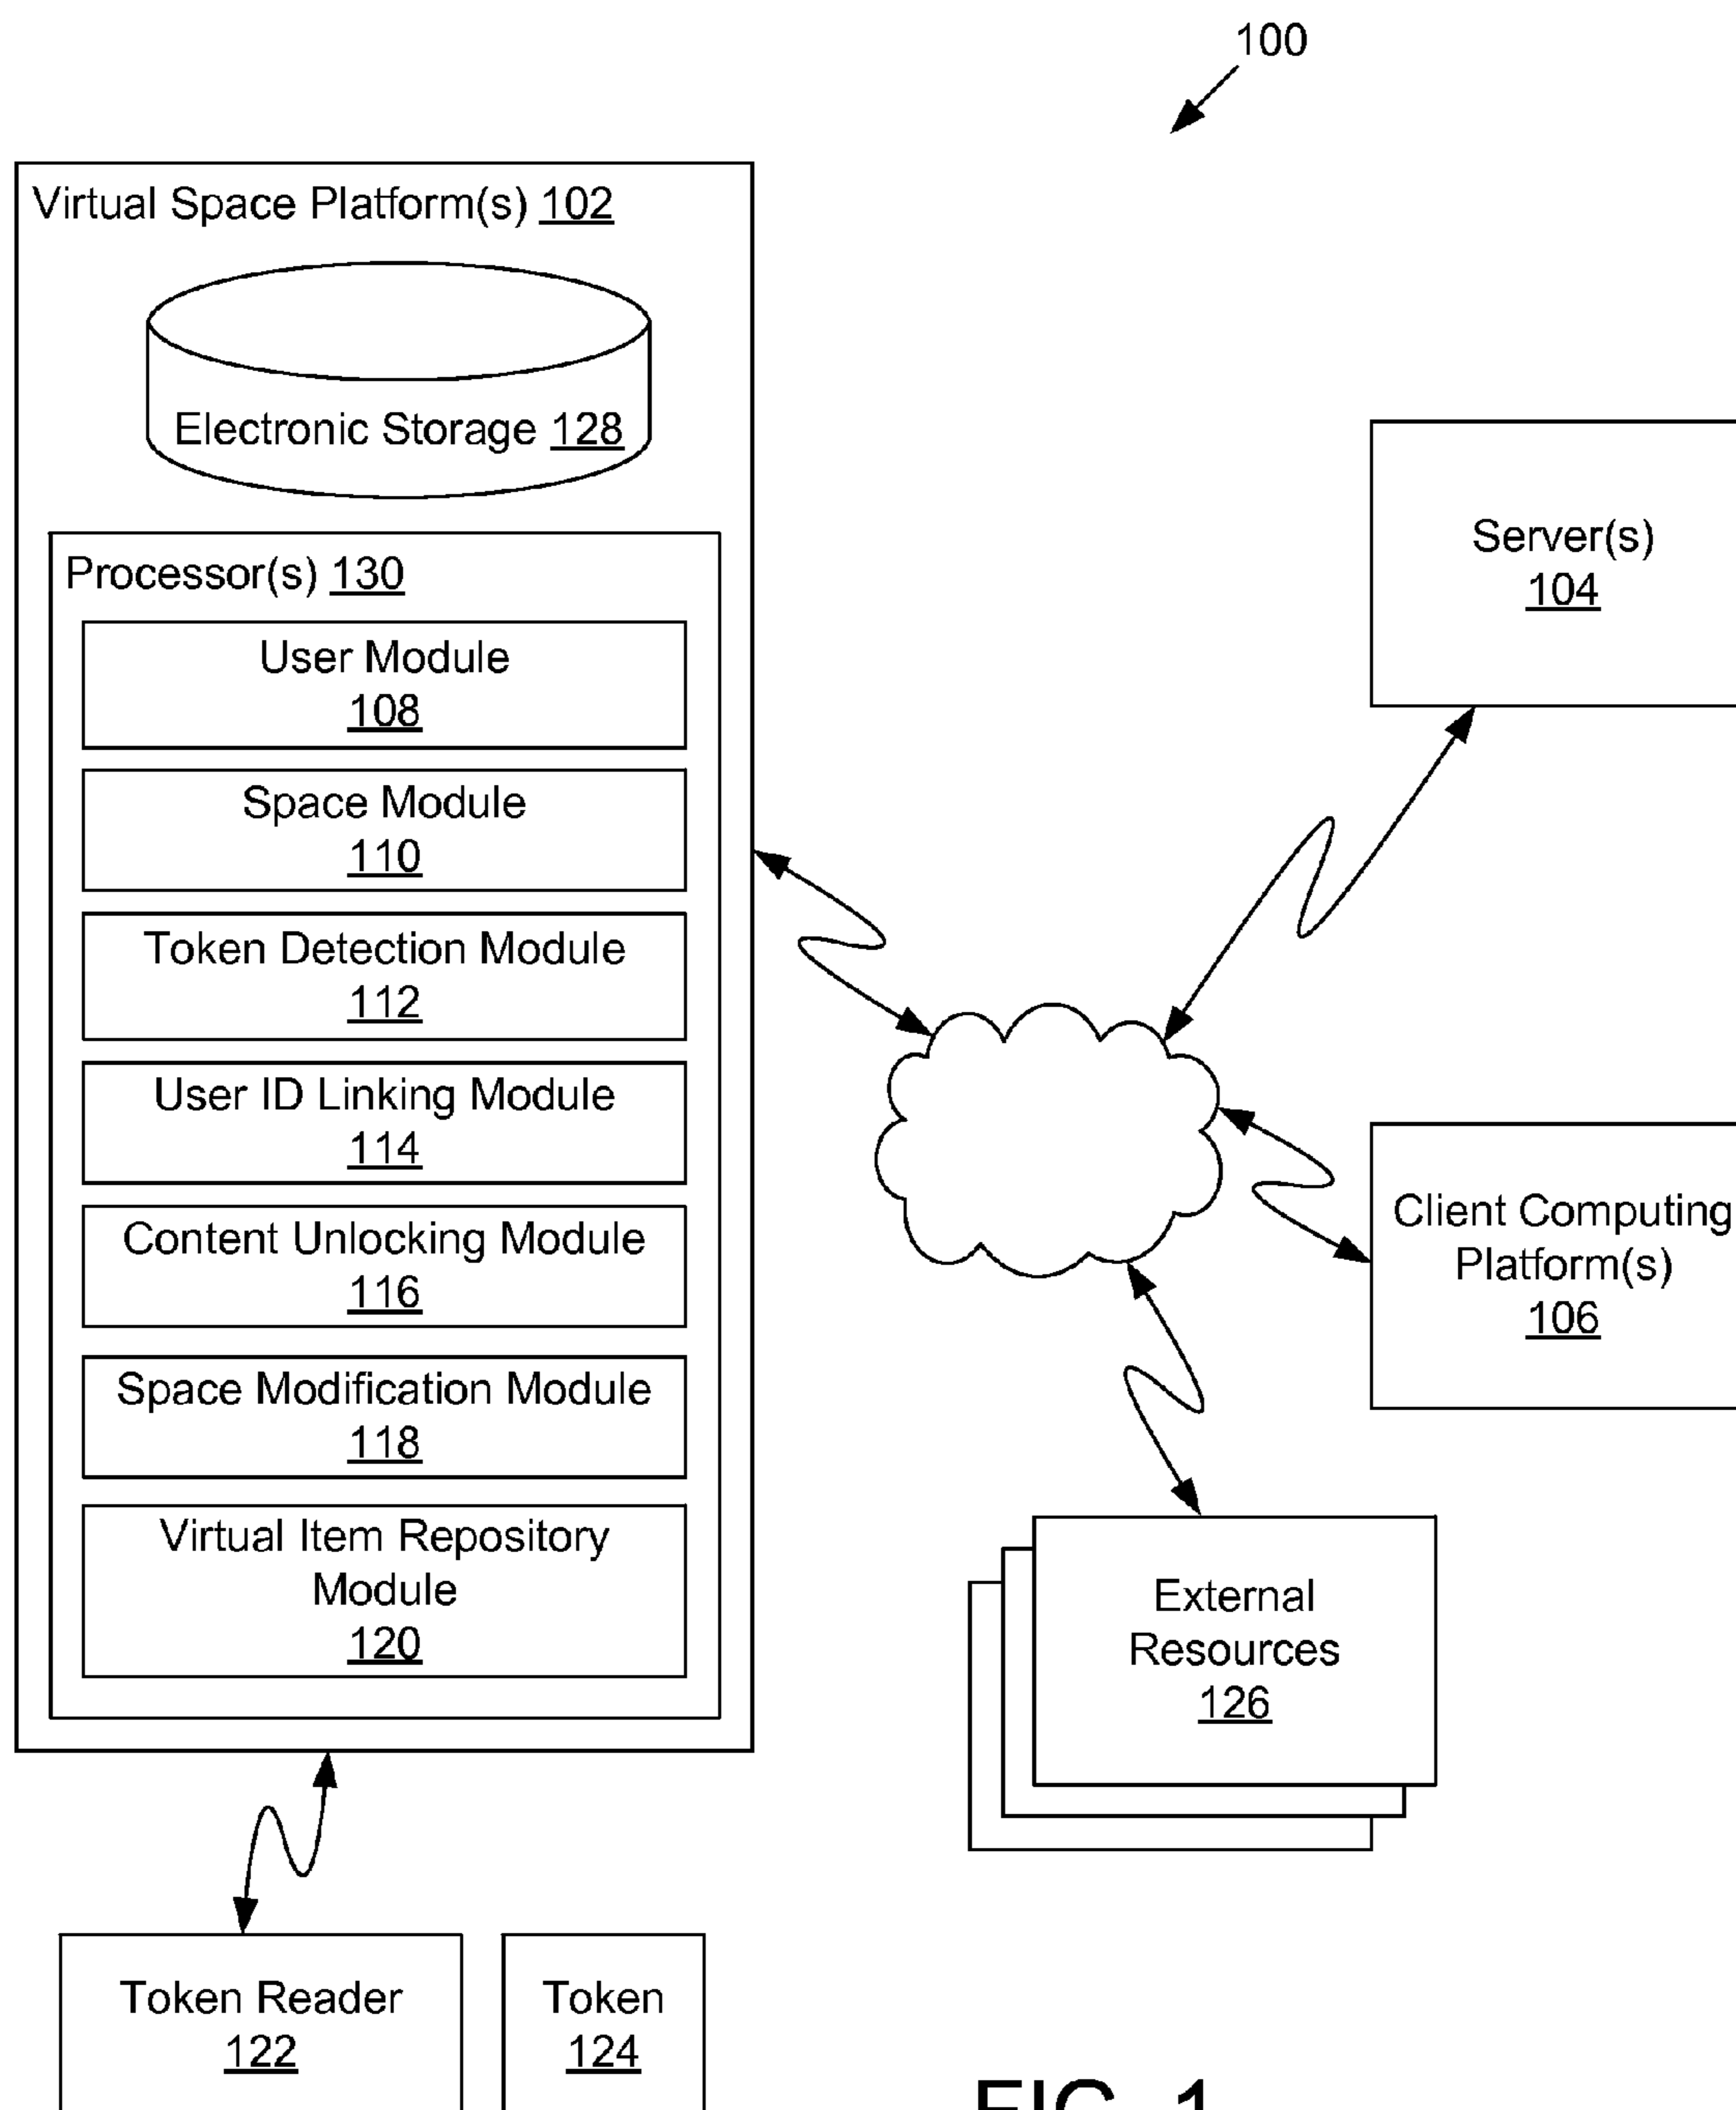 100
Virtual Space Platform(s) 102
Electronic Storage 128
Processor(s) 130
User Module
108
Space Module
110
Token Detection Module
112
User ID Linking Module
114
Content Unlocking Module
116
Space Modification Module
118
Virtual Item Repository
Module
120
Server(s)
104
Client Computing
Platform(s)
106
External
Resources
126
Token Reader
122
Token
124
FIG. 1